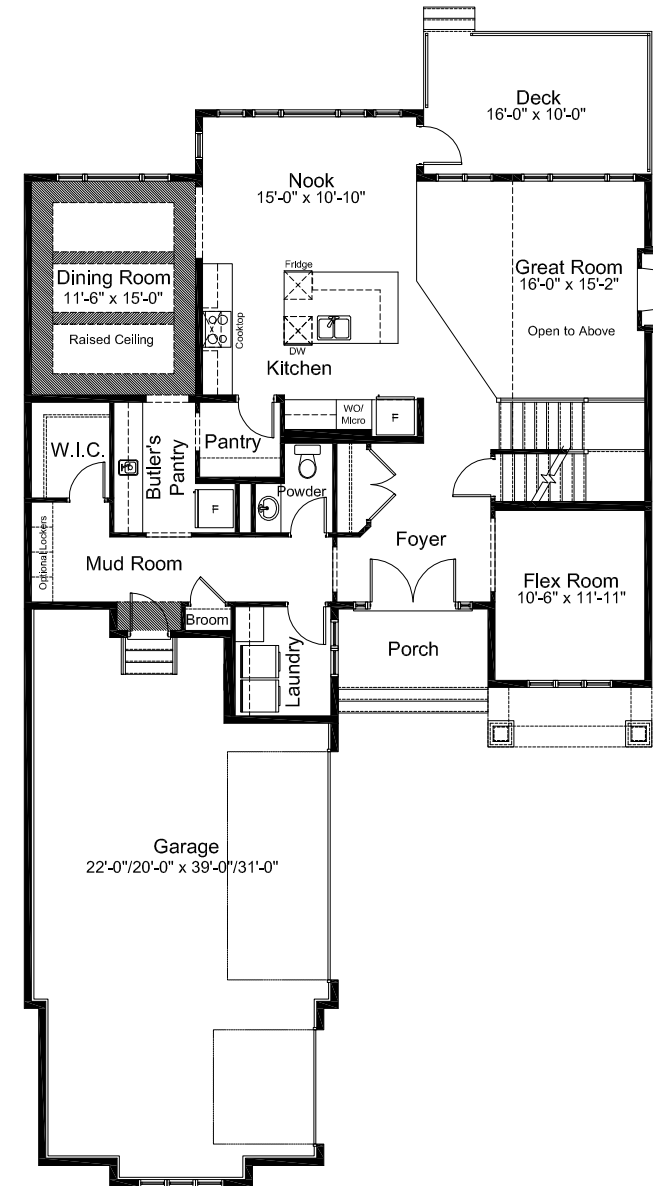 Deck
16'-0" x 10'-0"
Nook
15'-0" x 10'-10"
Dining Room
11'-6" x 15'-0"
Raised Ceiling
Great Room
16'-0" x 15'-2"
Open to Above
Fridge
Cooktop
DW
Kitchen
WO/
Micro
F
W.I.C.
Butler's
Pantry
Pantry
Powder
F
Optional Lockers
Mud Room
Foyer
Flex Room
10'-6" x 11'-11"
Broom
Laundry
Porch
Garage
22'-0"/20'-0" x 39'-0"/31'-0"